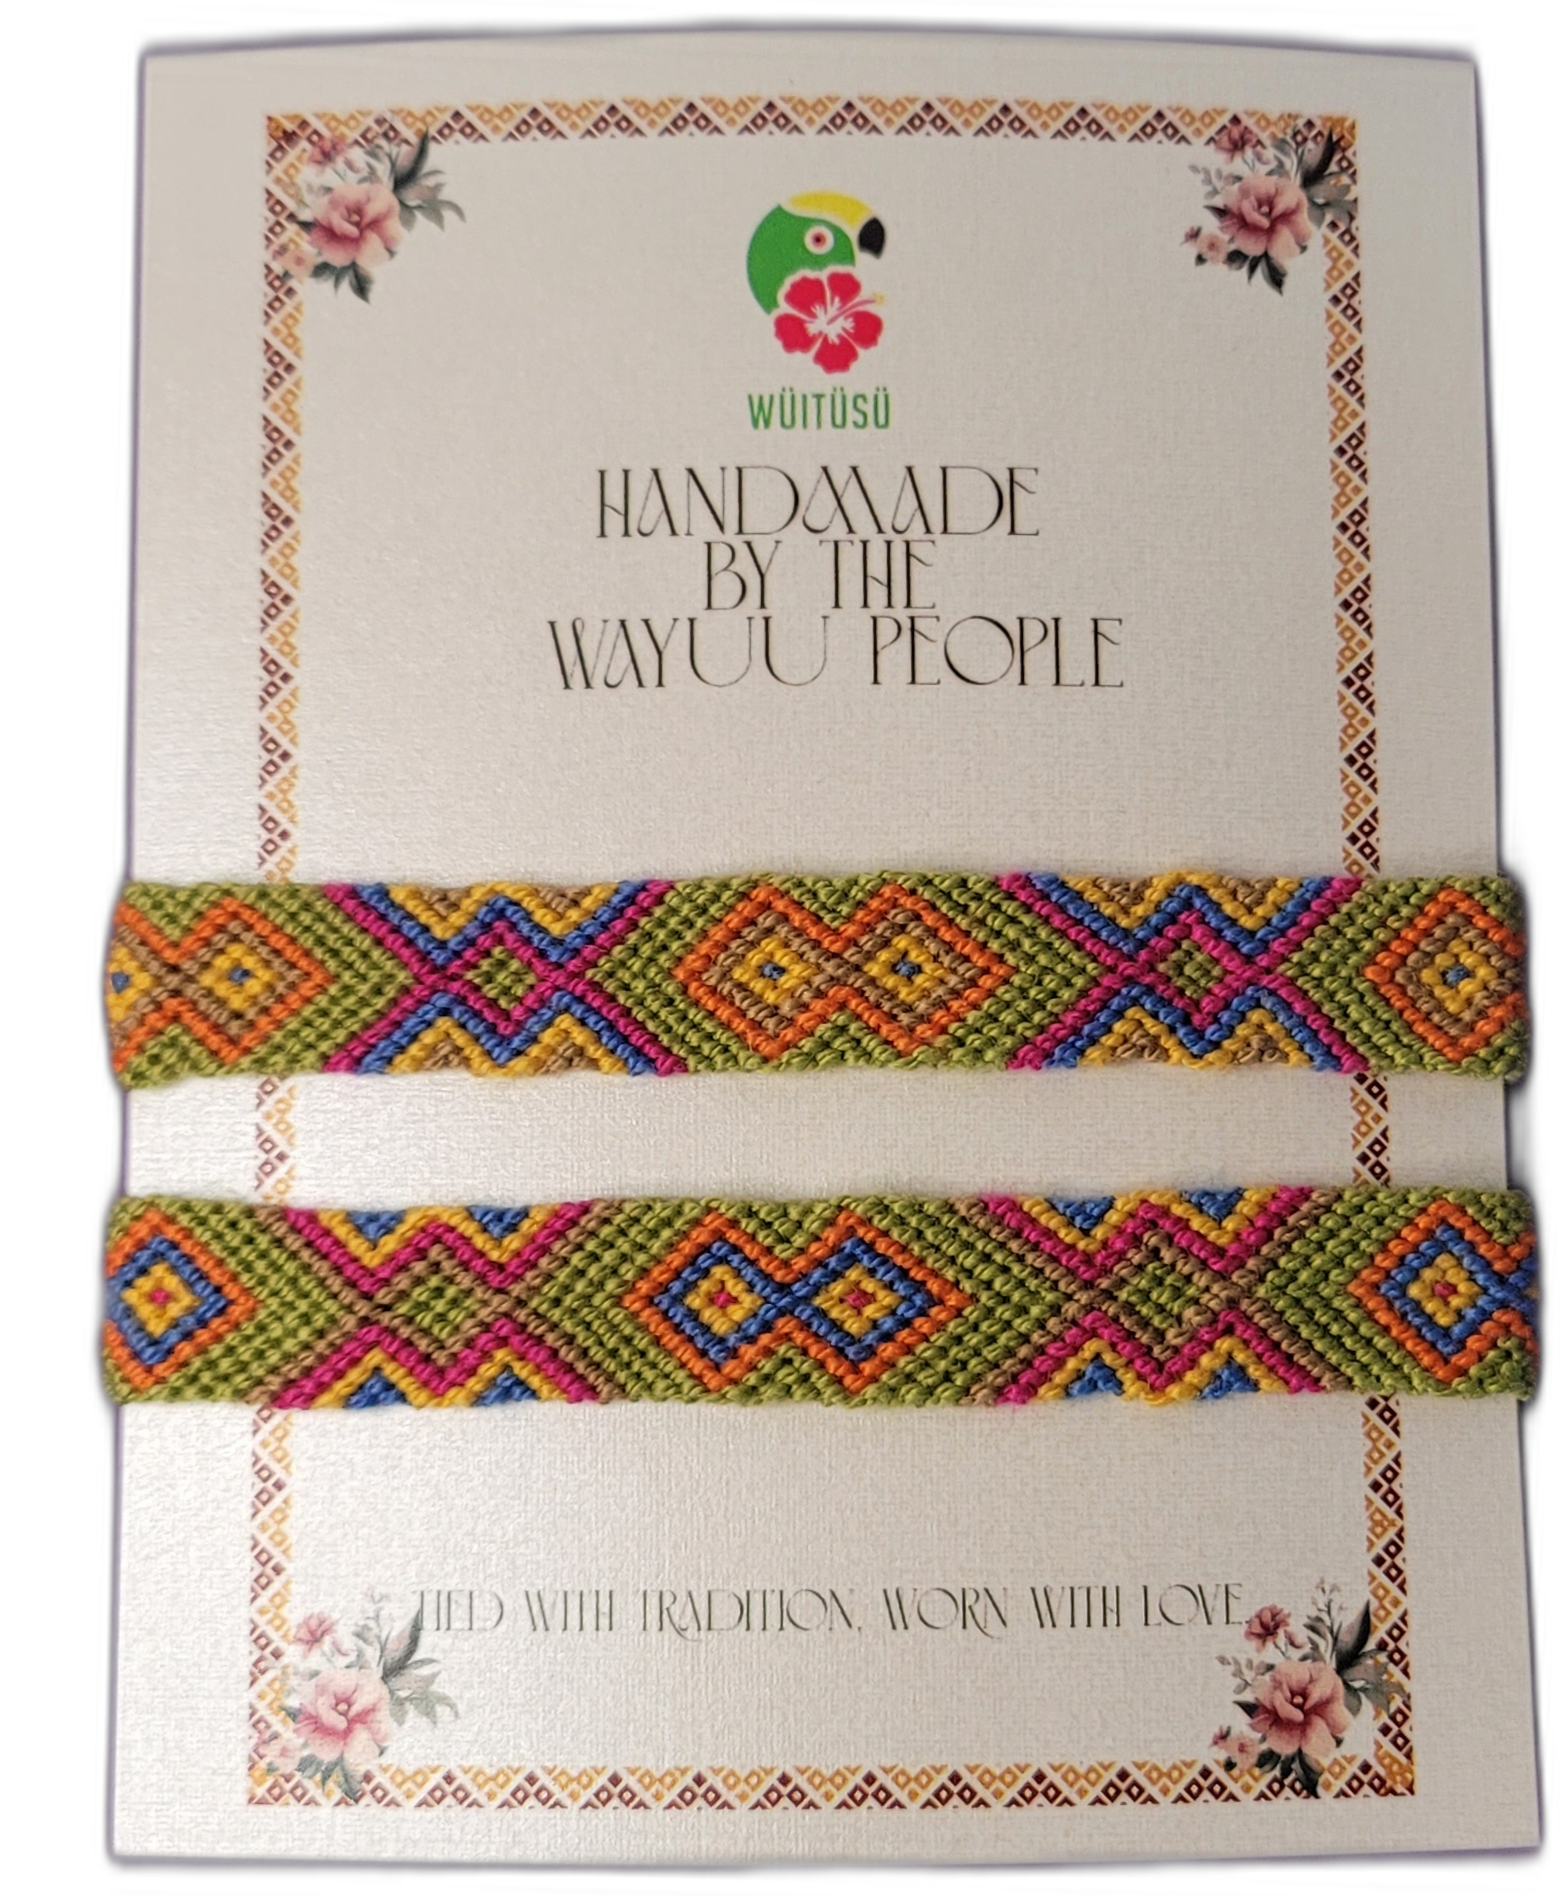 WÜITÜSÜ
HANDMADE
BY THE
WAYUU PEOPLE
TIED WITH TRADITION, WORN WITH LOVE.